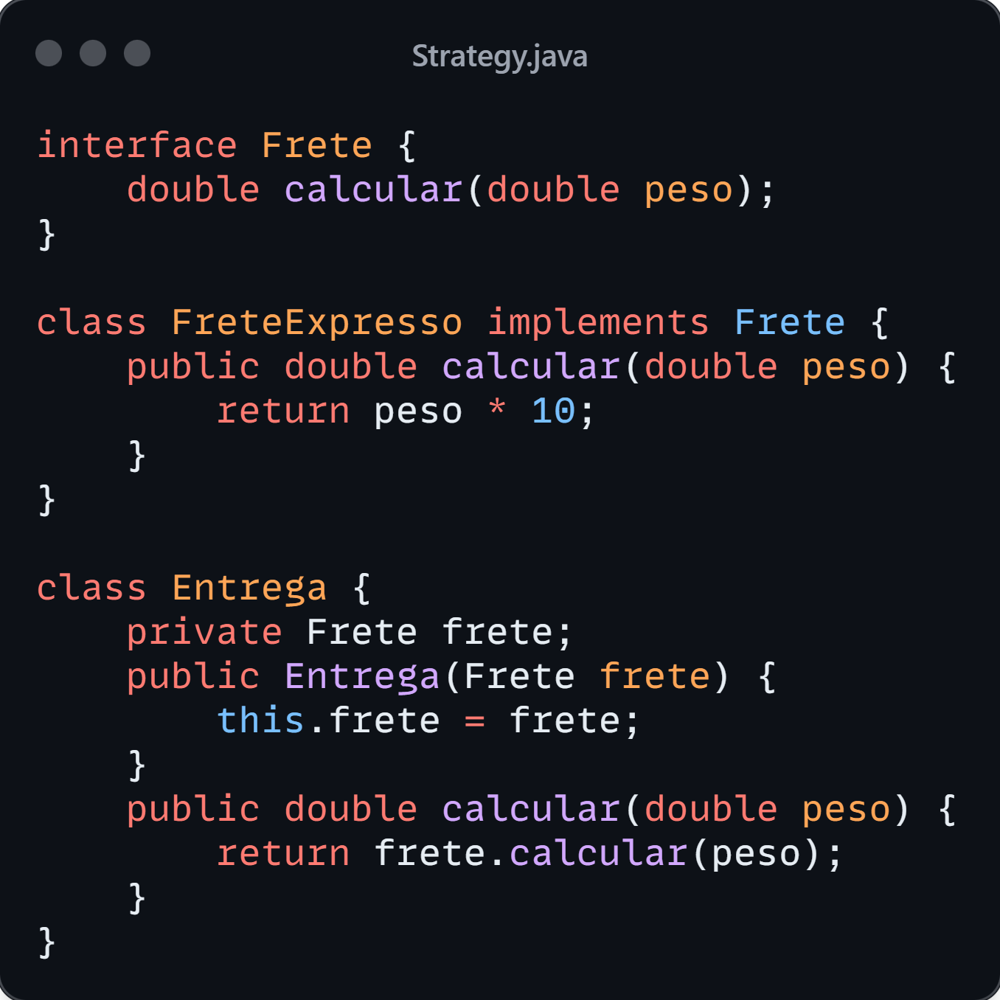 Strategy.java
interface Frete {
    double calcular(double peso);
}

class FreteExpresso implements Frete {
    public double calcular(double peso) {
        return peso * 10;
    }
}

class Entrega {
    private Frete frete;
    public Entrega(Frete frete) {
        this.frete = frete;
    }
    public double calcular(double peso) {
        return frete.calcular(peso);
    }
}